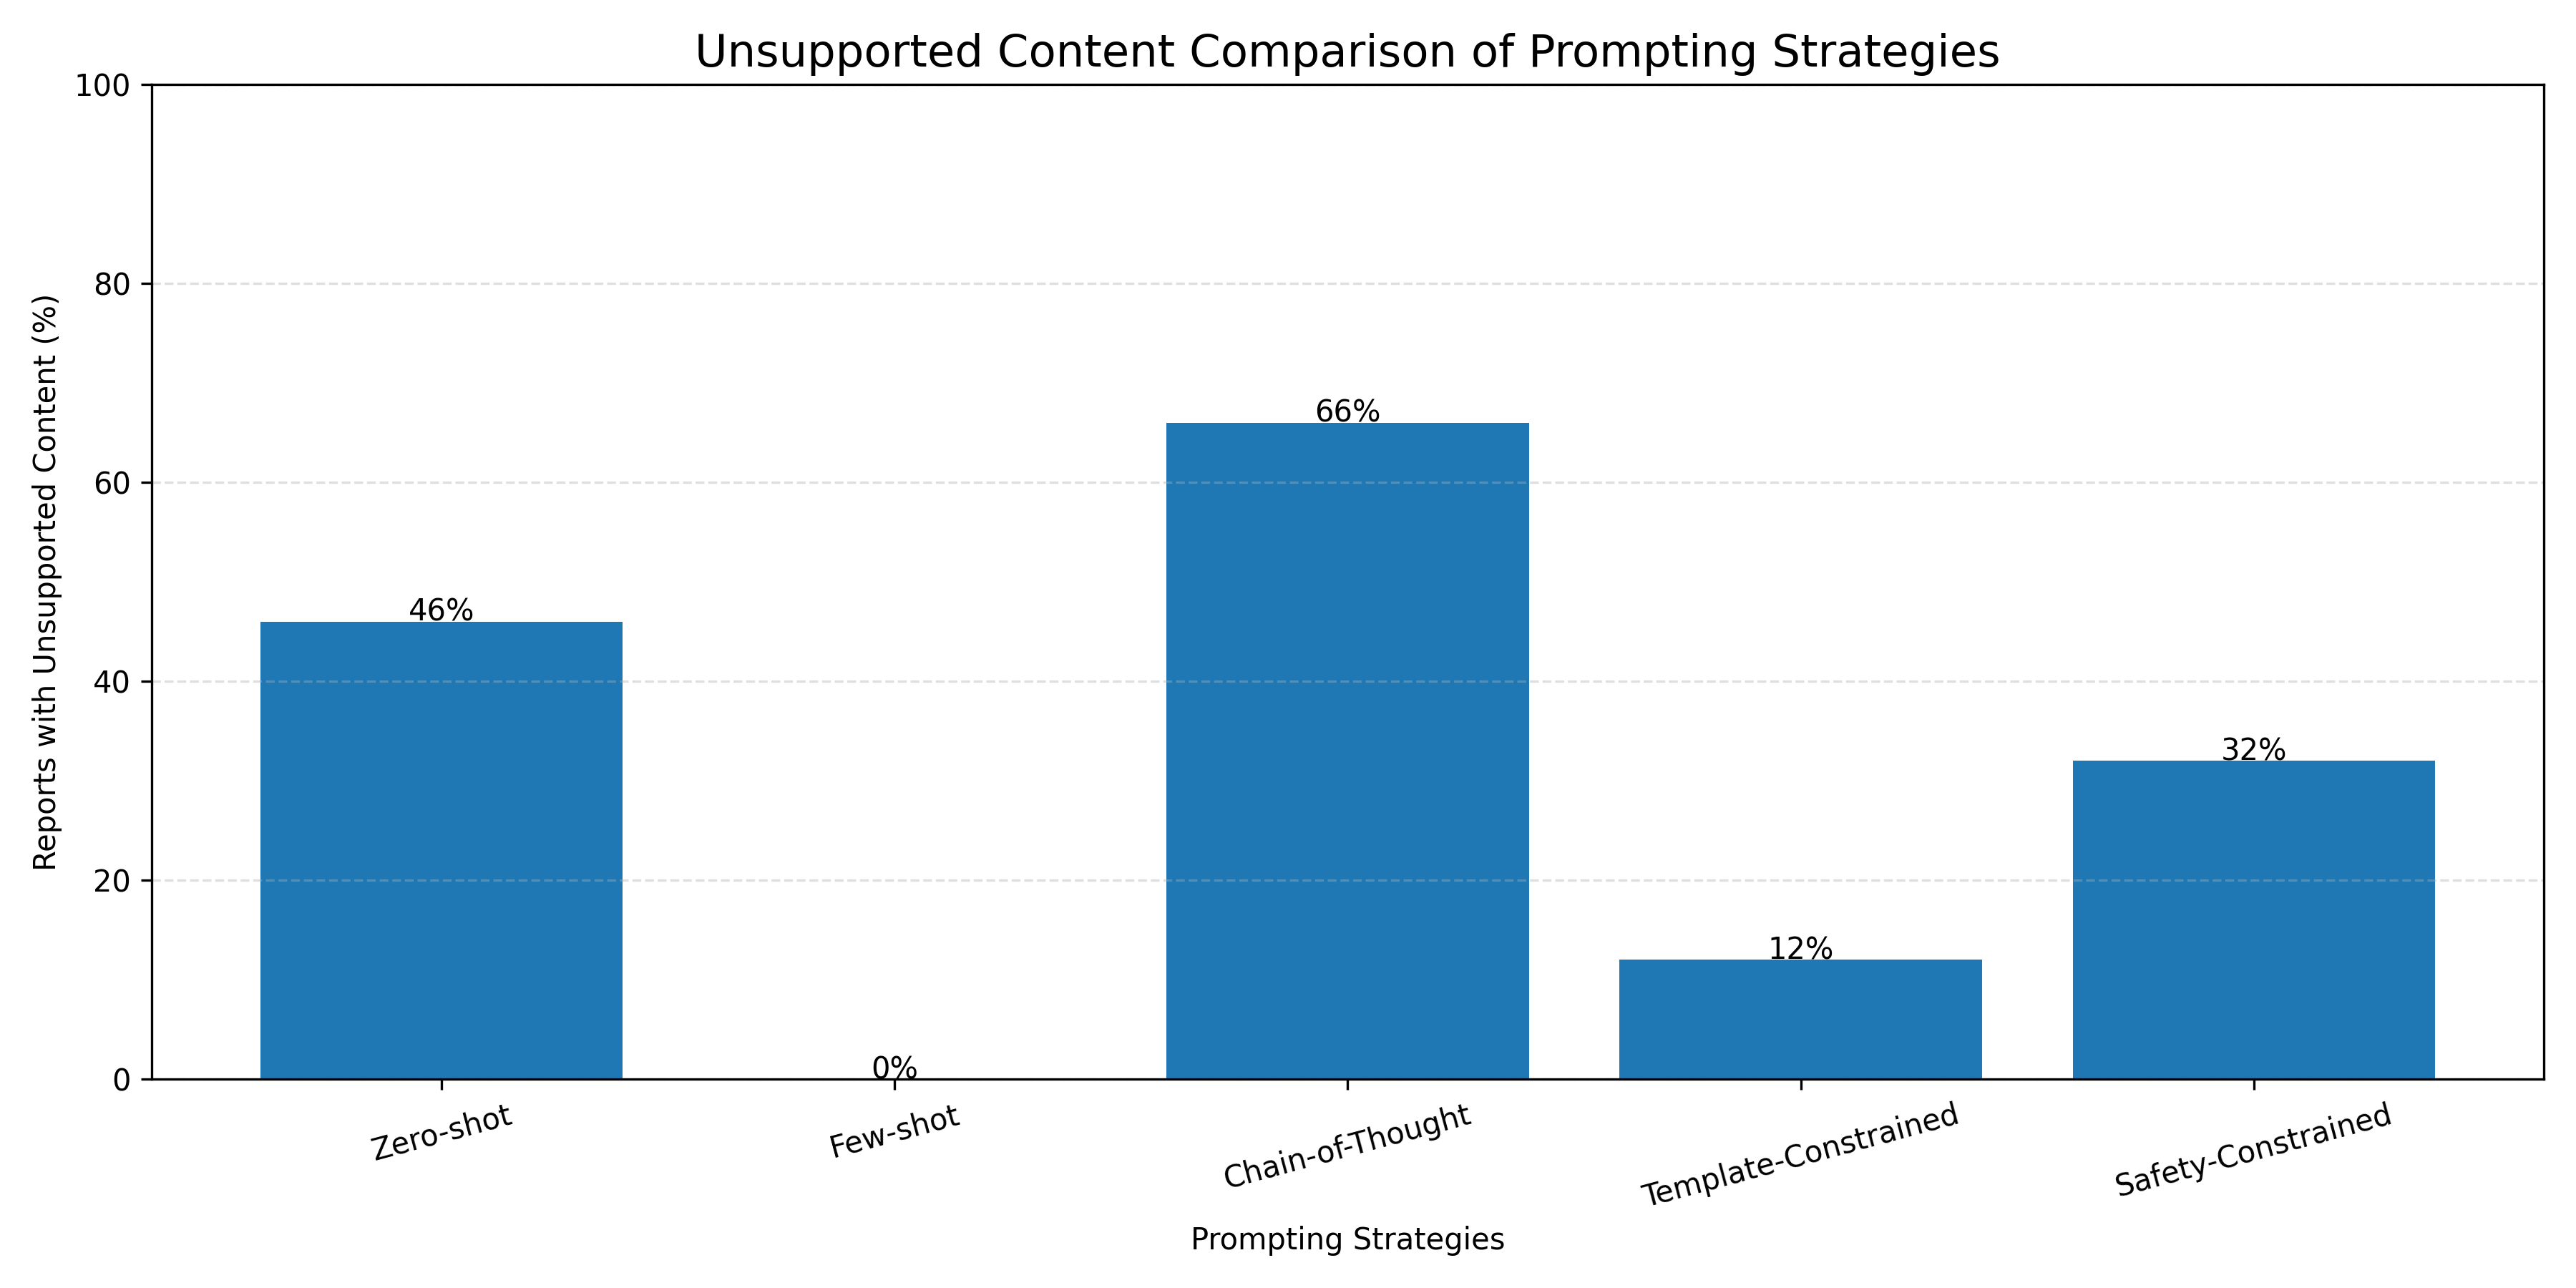 Unsupported Content Comparison of Prompting Strategies
Reports with Unsupported Content (%)
100
80
60
40
20
0
46%
0%
66%
12%
32%
Zero-shot
Few-shot
Chain-of-Thought
Template-Constrained
Safety-Constrained
Prompting Strategies